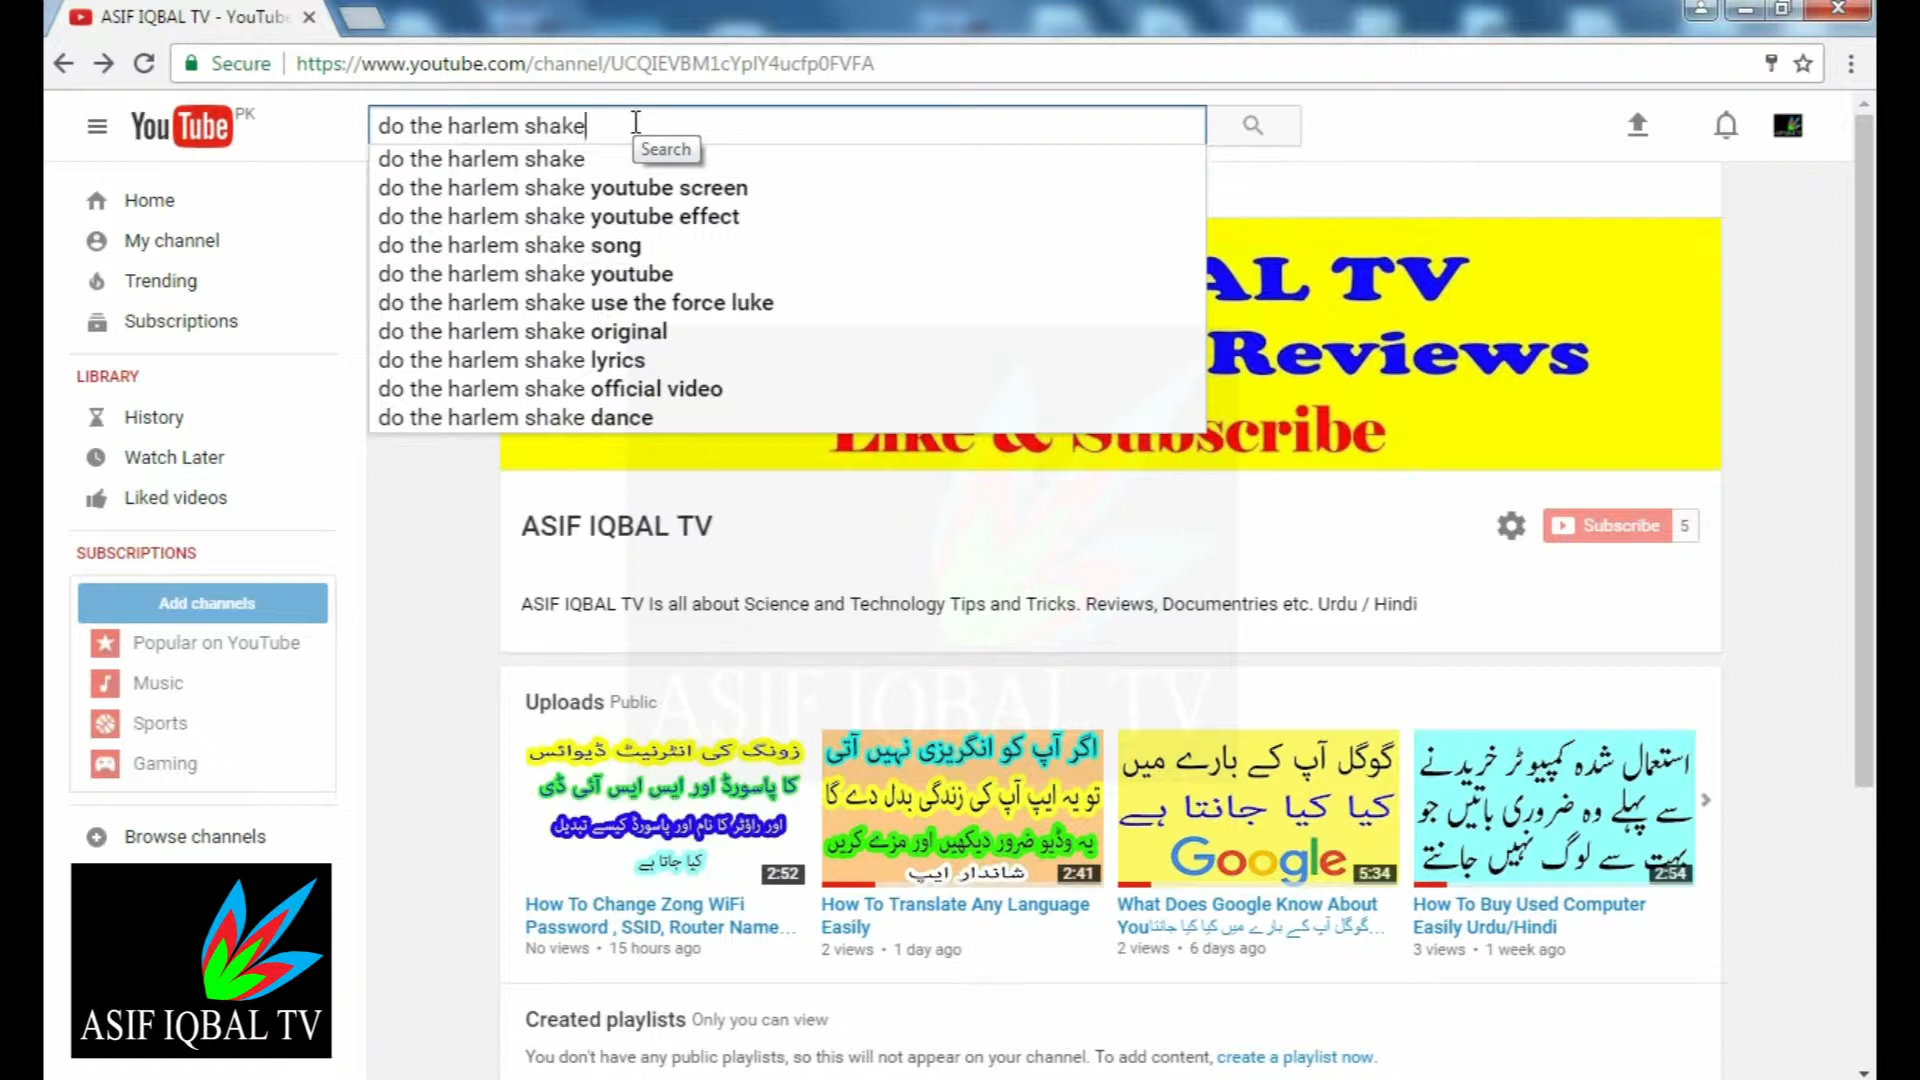 ASIF IQBAL TV - YouTube
Secure
https://www.youtube.com/channel/UCQIEVBM1cYpIY4ucfp0FVFA
YouTube PK
do the harlem shake
Search
do the harlem shake
do the harlem shake youtube screen
do the harlem shake youtube effect
do the harlem shake song
do the harlem shake youtube
do the harlem shake use the force luke
do the harlem shake original
do the harlem shake lyrics
do the harlem shake official video
do the harlem shake dance
Home
My channel
Trending
Subscriptions
LIBRARY
History
Watch Later
Liked videos
SUBSCRIPTIONS
Add channels
Popular on YouTube
Music
Sports
Gaming
Browse channels
ASIF IQBAL TV
AL TV
Reviews
Like & Subscribe
ASIF IQBAL TV
Subscribe 5
ASIF IQBAL TV Is all about Science and Technology Tips and Tricks. Reviews, Documentries etc. Urdu / Hindi
ASIF IQBAL TV
Uploads Public
زونگ کی انٹرنیٹ ڈیوائس
کا پاسورڈ اور ایس ایس آئی ڈی
اور راؤٹر کا نام اور پاسورڈ کیسے تبدیل
کیا جاتا ہے
2:52
How To Change Zong WiFi
Password , SSID, Router Name...
No views • 15 hours ago
اگر آپ کو انگریزی نہیں آتی
تو یہ ایپ آپ کی زندگی بدل دے گا
یہ وڈیو ضرور دیکھیں اور مزے کریں
شاندار ایپ
2:41
How To Translate Any Language
Easily
2 views • 1 day ago
گوگل آپ کے بارے میں
کیا کیا جانتا ہے
Google
5:34
What Does Google Know About
Youگوگل آپ کے بارے میں کیا کیا جانتا...
2 views • 6 days ago
استعمال شدہ کمپیوٹر خریدنے
سے پہلے وہ ضروری باتیں جو
بہت سے لوگ نہیں جانتے
2:54
How To Buy Used Computer
Easily Urdu/Hindi
3 views • 1 week ago
Created playlists Only you can view
You don't have any public playlists, so this will not appear on your channel. To add content, create a playlist now.